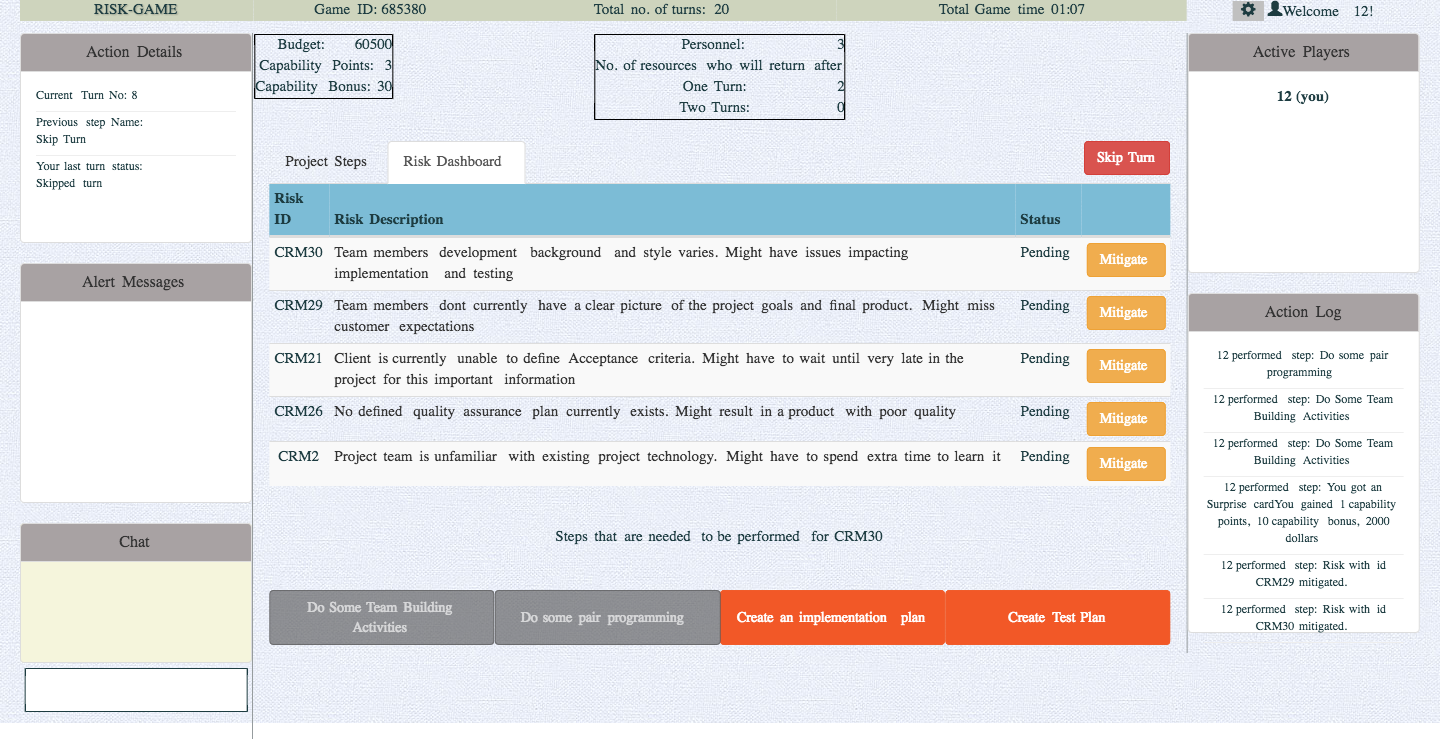 RISK-GAME
Game ID: 685380
Total no. of turns: 20
Total Game time 01:07
Welcome 12!
Action Details
Current Turn No: 8
Previous step Name:
Skip Turn
Your last turn status:
Skipped turn
Alert Messages
Chat
Budget: 60500
Capability Points: 3
Capability Bonus: 30
Personnel: 3
No. of resources who will return after
One Turn: 2
Two Turns: 0
Project Steps
Risk Dashboard
Skip Turn
Risk
ID Risk Description Status
CRM30 Team members development background and style varies. Might have issues impacting Pending Mitigate
implementation and testing
CRM29 Team members dont currently have a clear picture of the project goals and final product. Might miss Pending Mitigate
customer expectations
CRM21 Client is currently unable to define Acceptance criteria. Might have to wait until very late in the Pending Mitigate
project for this important information
CRM26 No defined quality assurance plan currently exists. Might result in a product with poor quality Pending Mitigate
CRM2 Project team is unfamiliar with existing project technology. Might have to spend extra time to learn it Pending Mitigate
Steps that are needed to be performed for CRM30
Do Some Team Building
Activities
Do some pair programming
Create an implementation plan
Create Test Plan
Active Players
12 (you)
Action Log
12 performed step: Do some pair
programming
12 performed step: Do Some Team
Building Activities
12 performed step: Do Some Team
Building Activities
12 performed step: You got an
Surprise cardYou gained 1 capability
points, 10 capability bonus, 2000
dollars
12 performed step: Risk with id
CRM29 mitigated.
12 performed step: Risk with id
CRM30 mitigated.